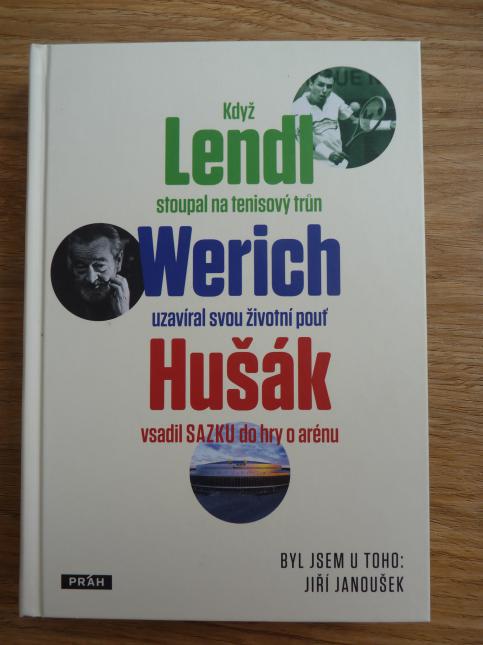 Když
Lendl
stoupal na tenisový trůn
Werich
uzavíral svou životní pouť
Hušák
vsadil SAZKU do hry o arénu
BYL JSEM U TOHO:
JIŘÍ JANOUŠEK
PRÁH